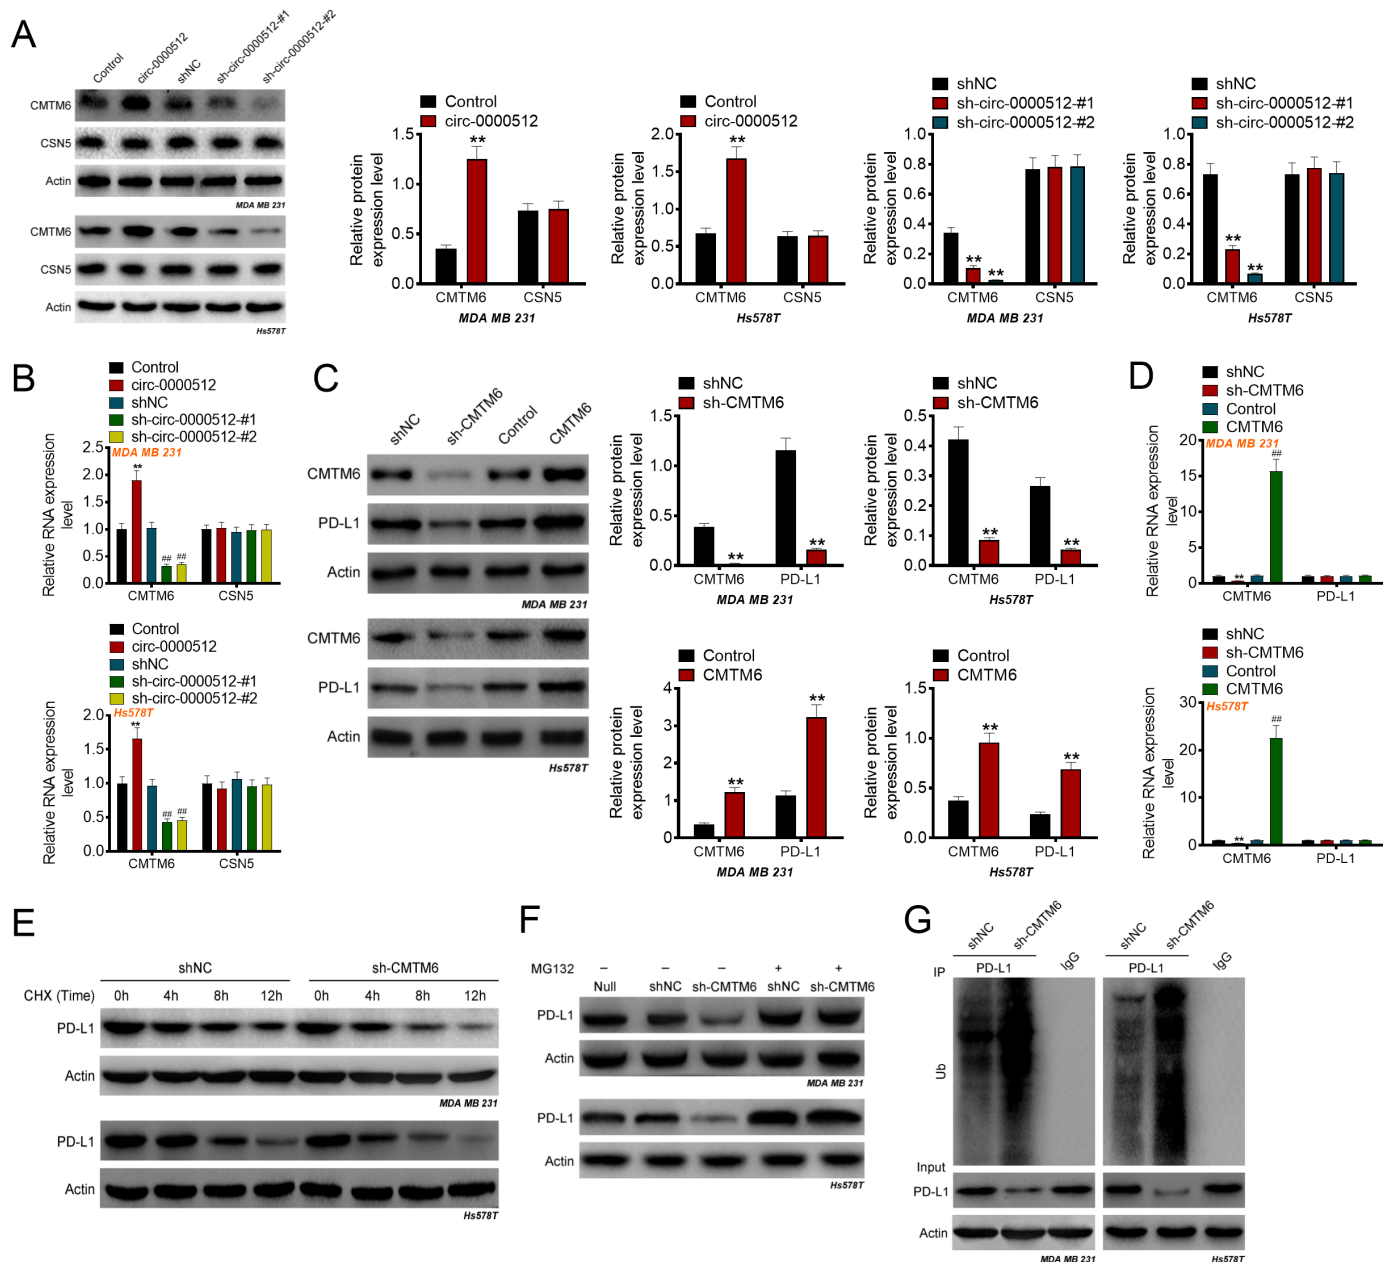 A
Control
circ-0000512
shNC
sh-circ-0000512-#1
sh-circ-0000512-#2
CMTM6
CSN5
Actin
MDA MB 231
CMTM6
CSN5
Actin
Hs578T
Control
circ-0000512
Relative protein
expression level
1.5
1.0
0.5
0.0
**
CMTM6
CSN5
MDA MB 231
Control
circ-0000512
Relative protein
expression level
2.0
1.5
1.0
0.5
0.0
**
CMTM6
CSN5
Hs578T
shNC
sh-circ-0000512-#1
sh-circ-0000512-#2
Relative protein
expression level
1.0
0.8
0.6
0.4
0.2
0.0
**
**
CMTM6
CSN5
MDA MB 231
shNC
sh-circ-0000512-#1
sh-circ-0000512-#2
Relative protein
expression level
1.0
0.8
0.6
0.4
0.2
0.0
**
**
CMTM6
CSN5
Hs578T
B
Control
circ-0000512
shNC
sh-circ-0000512-#1
sh-circ-0000512-#2
MDA MB 231
Relative RNA expression
level
2.5
2.0
1.5
1.0
0.5
0.0
**
##
##
CMTM6
CSN5
Control
circ-0000512
shNC
sh-circ-0000512-#1
sh-circ-0000512-#2
Hs578T
Relative RNA expression
level
2.0
1.5
1.0
0.5
0.0
**
##
##
CMTM6
CSN5
C
shNC
sh-CMTM6
Control
CMTM6
CMTM6
PD-L1
Actin
MDA MB 231
CMTM6
PD-L1
Actin
Hs578T
shNC
sh-CMTM6
Relative protein
expression level
1.5
1.0
0.5
0.0
**
**
CMTM6
PD-L1
MDA MB 231
shNC
sh-CMTM6
Relative protein
expression level
0.5
0.4
0.3
0.2
0.1
0.0
**
**
CMTM6
PD-L1
Hs578T
Control
CMTM6
Relative protein
expression level
4
3
2
1
0
**
**
CMTM6
PD-L1
MDA MB 231
Control
CMTM6
Relative protein
expression level
1.5
1.0
0.5
0.0
**
**
CMTM6
PD-L1
Hs578T
D
shNC
sh-CMTM6
Control
CMTM6
MDA MB 231
Relative RNA expression
level
20
15
10
5
0
**
##
CMTM6
PD-L1
shNC
sh-CMTM6
Control
CMTM6
Hs578T
Relative RNA expression
level
30
20
10
0
**
##
CMTM6
PD-L1
E
shNC
sh-CMTM6
CHX (Time) 0h 4h 8h 12h 0h 4h 8h 12h
PD-L1
Actin
MDA MB 231
PD-L1
Actin
Hs578T
F
MG132 – – – + +
Null shNC sh-CMTM6 shNC sh-CMTM6
PD-L1
Actin
MDA MB 231
PD-L1
Actin
Hs578T
G
shNC
sh-CMTM6
shNC
sh-CMTM6
IP PD-L1 IgG PD-L1 IgG
Ub
Input
PD-L1
Actin
MDA MB 231
Hs578T